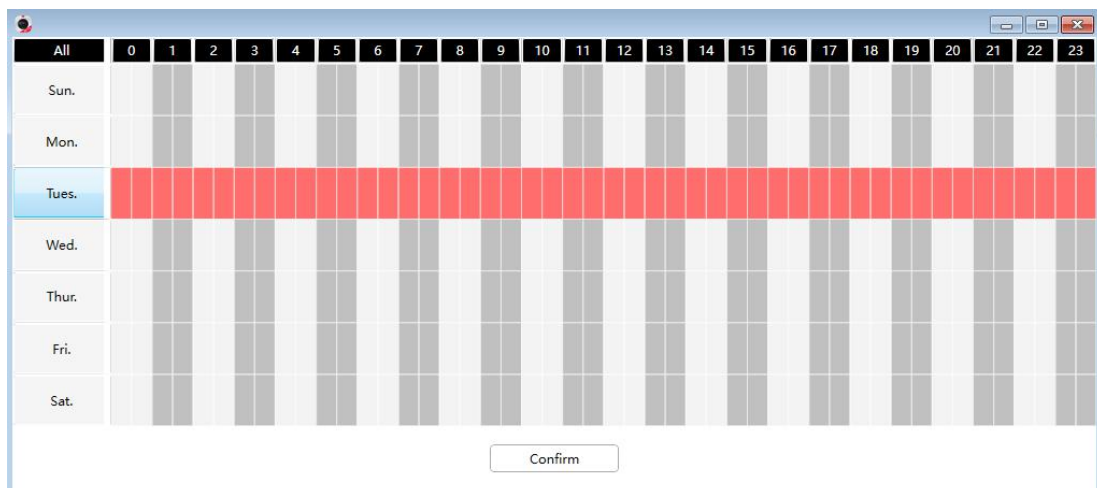 All 0 1 2 3 4 5 6 7 8 9 10 11 12 13 14 15 16 17 18 19 20 21 22 23
Sun.
Mon.
Tues.
Wed.
Thur.
Fri.
Sat.
Confirm